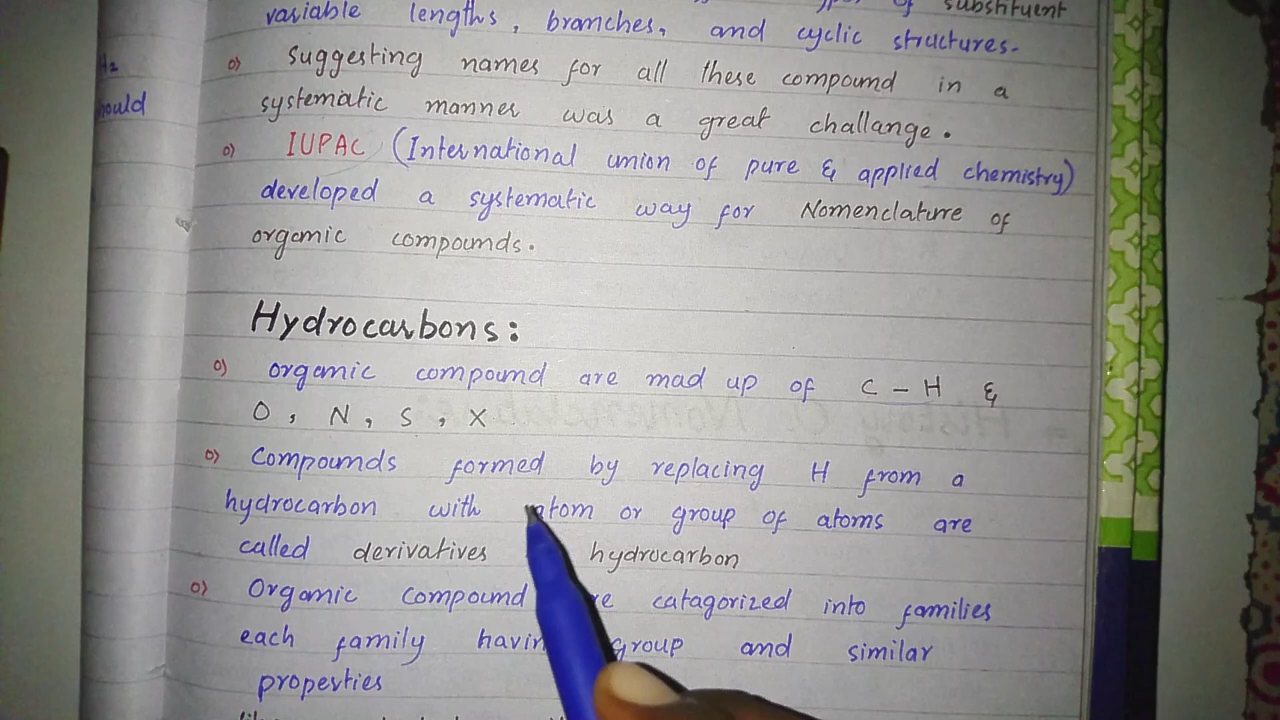 substituent
variable lengths, branches, and cyclic structures.
H2
o) suggesting names for all these compound in a
hould
systematic manner was a great challange.
o) IUPAC (International union of pure & applied chemistry)
developed a systematic way for Nomenclature of
organic compounds.
Hydrocarbons:
o) organic compound are mad up of C - H &
O, N, S, X
o) Compounds formed by replacing H from a
hydrocarbon with atom or group of atoms are
called derivatives hydrocarbon
o) Organic compound catagorized into families
each family group and similar
properties